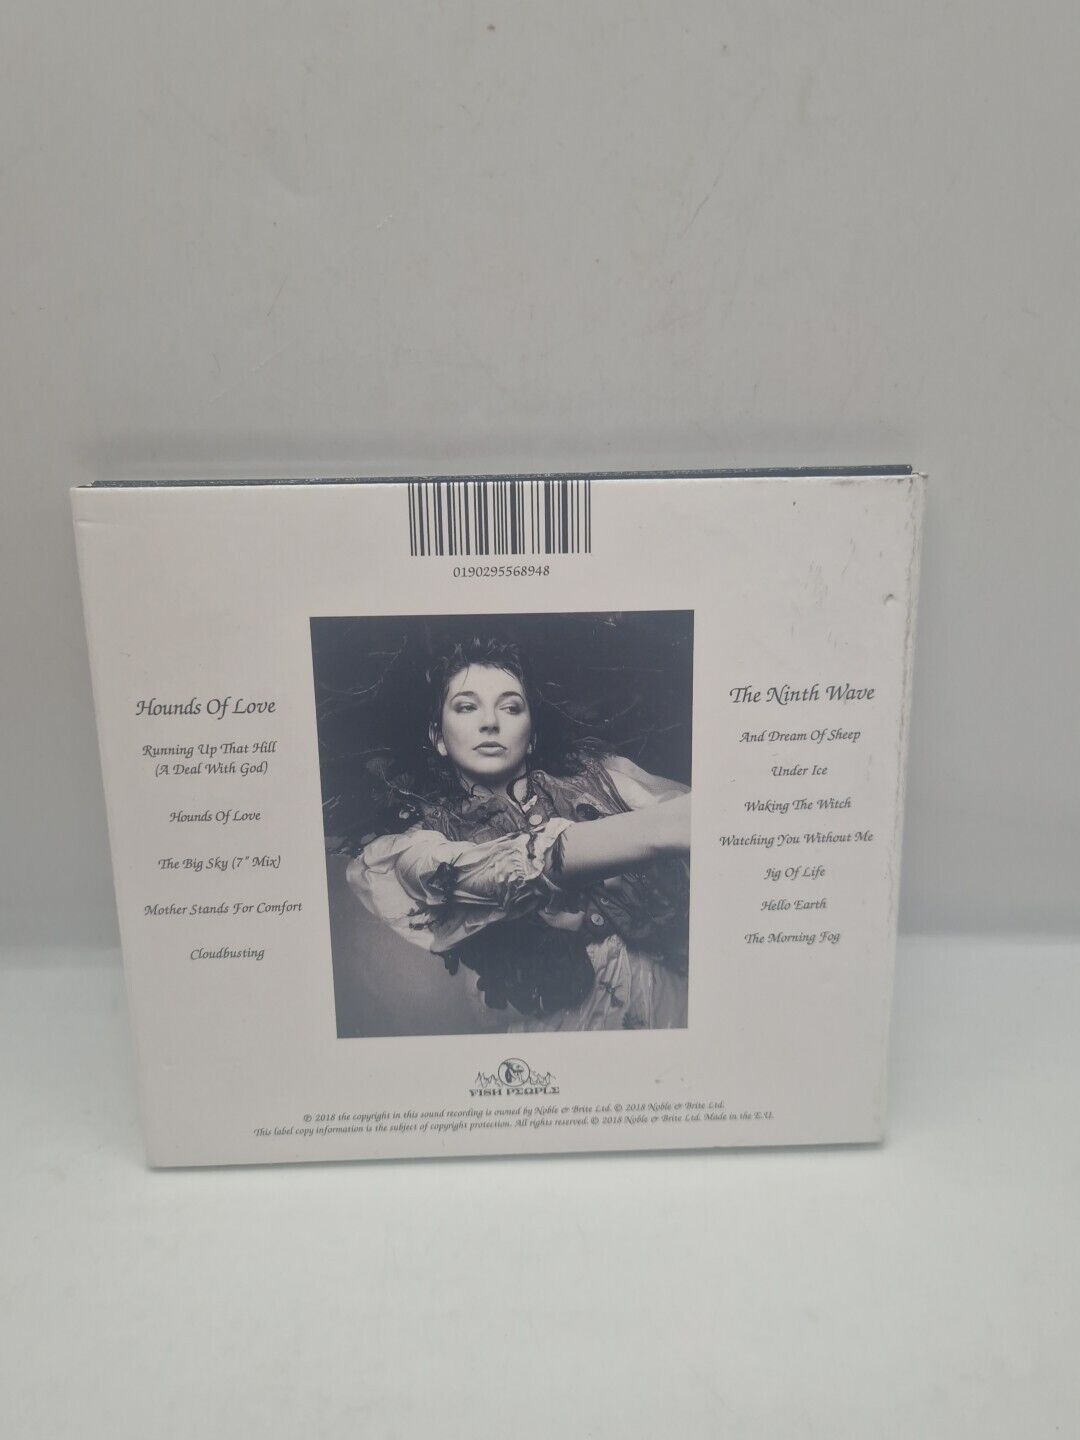 0190295568948
Hounds Of Love
Running Up That Hill
(A Deal With God)
Hounds Of Love
The Big Sky (7" Mix)
Mother Stands For Comfort
Cloudbusting
The Ninth Wave
And Dream Of Sheep
Under Ice
Waking The Witch
Watching You Without Me
Jig Of Life
Hello Earth
The Morning Fog
FISH PEOPLE
℗ 2018 the copyright in this sound recording is owned by Noble & Brite Ltd. © 2018 Noble & Brite Ltd.
This label copy information is the subject of copyright protection. All rights reserved. © 2018 Noble & Brite Ltd. Made in the E.U.